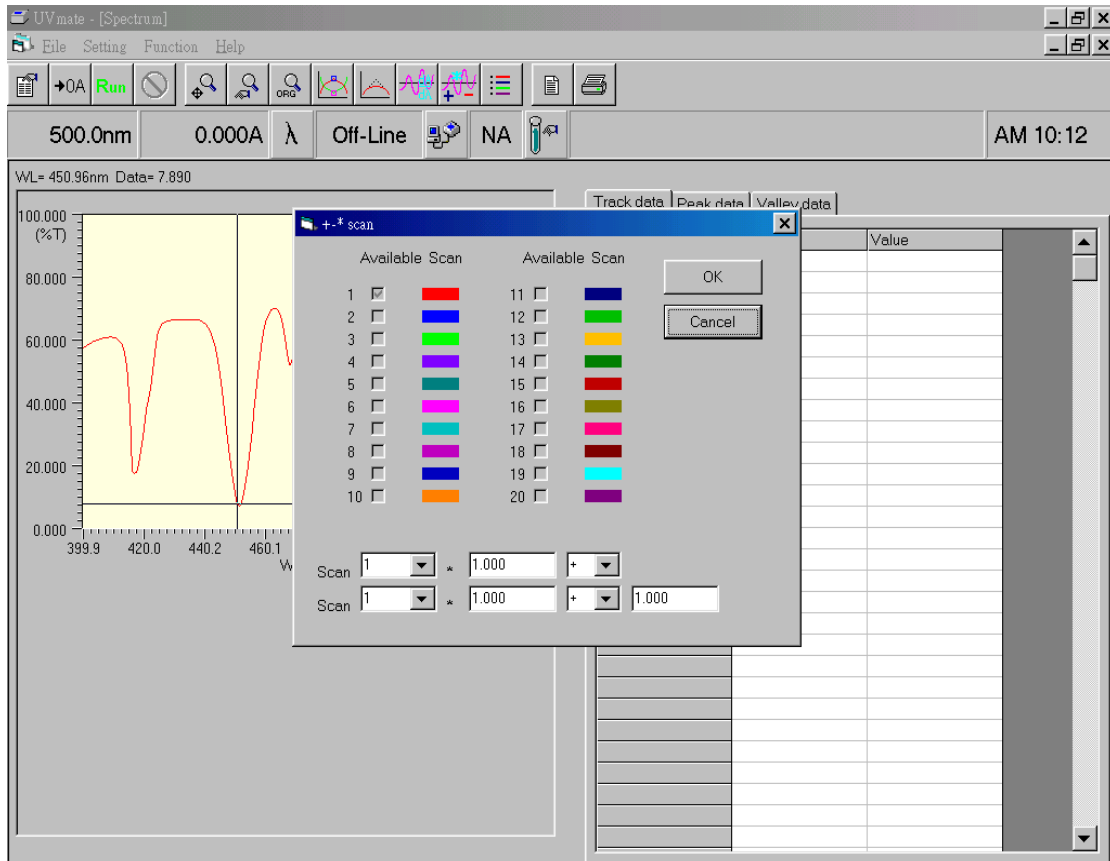 UVmate - [Spectrum]
File Setting Function Help
→0A Run ORG
500.0nm 0.000A λ Off-Line NA AM 10:12
WL= 450.96nm Data= 7.890
Track data Peak data Valley data
Value
100.000
(%T)
80.000
60.000
40.000
20.000
0.000
399.9 420.0 440.2 460.1
W
+-* scan
Available Scan Available Scan
1 11
2 12
3 13
4 14
5 15
6 16
7 17
8 18
9 19
10 20
OK
Cancel
Scan 1 * 1.000 +
Scan 1 * 1.000 + 1.000